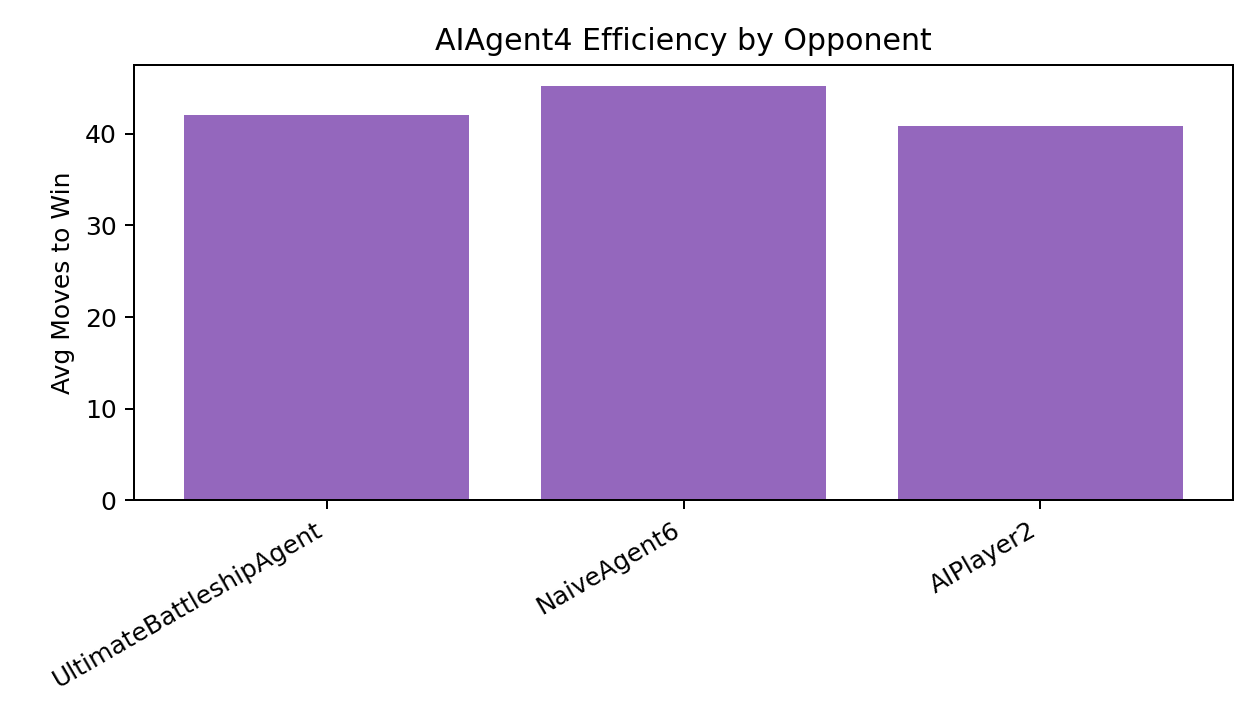 AIAgent4 Efficiency by Opponent
Avg Moves to Win
40
30
20
10
0
UltimateBattleshipAgent
NaiveAgent6
AIPlayer2